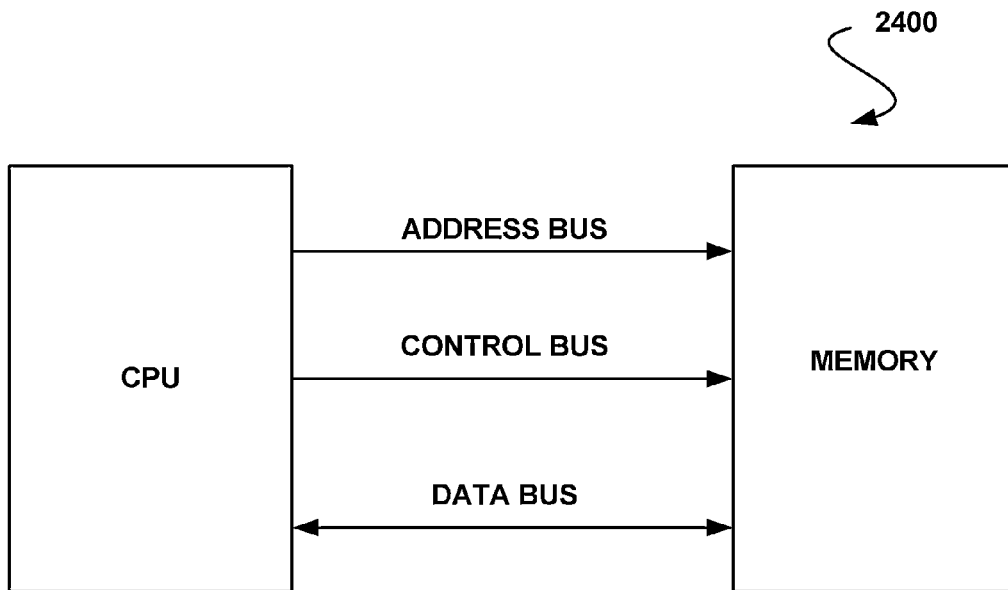 2400
ADDRESS BUS
CONTROL BUS
CPU
MEMORY
DATA BUS